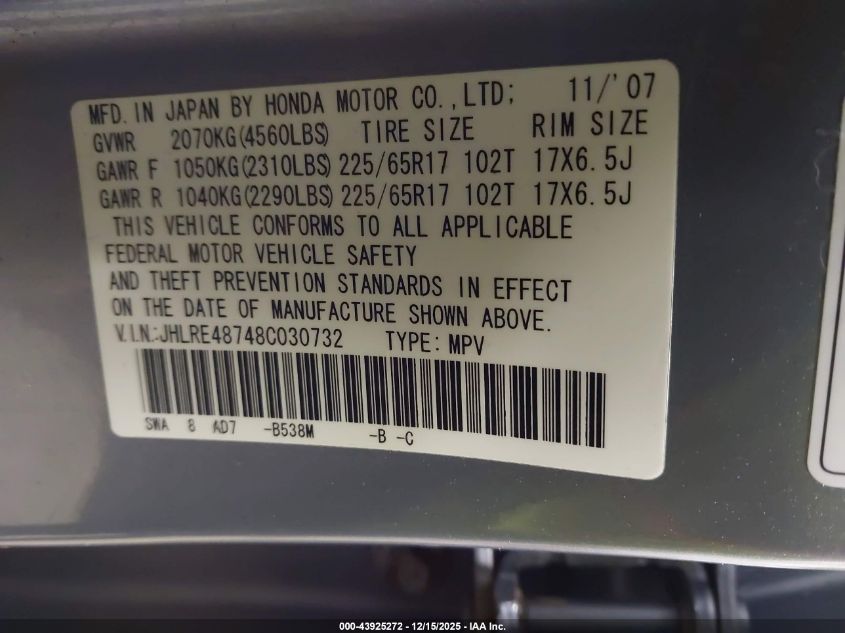 MFD. IN JAPAN BY HONDA MOTOR CO.,LTD; 11/'07
GVWR 2070KG(4560LBS) TIRE SIZE RIM SIZE
GAWR F 1050KG(2310LBS) 225/65R17 102T 17X6.5J
GAWR R 1040KG(2290LBS) 225/65R17 102T 17X6.5J
THIS VEHICLE CONFORMS TO ALL APPLICABLE
FEDERAL MOTOR VEHICLE SAFETY
AND THEFT PREVENTION STANDARDS IN EFFECT
ON THE DATE OF MANUFACTURE SHOWN ABOVE.
V.I.N.:JHLRE48748C030732 TYPE: MPV
SWA 8 AD7 -B538M -B -C
000-43925272 - 12/15/2025 - IAA Inc.